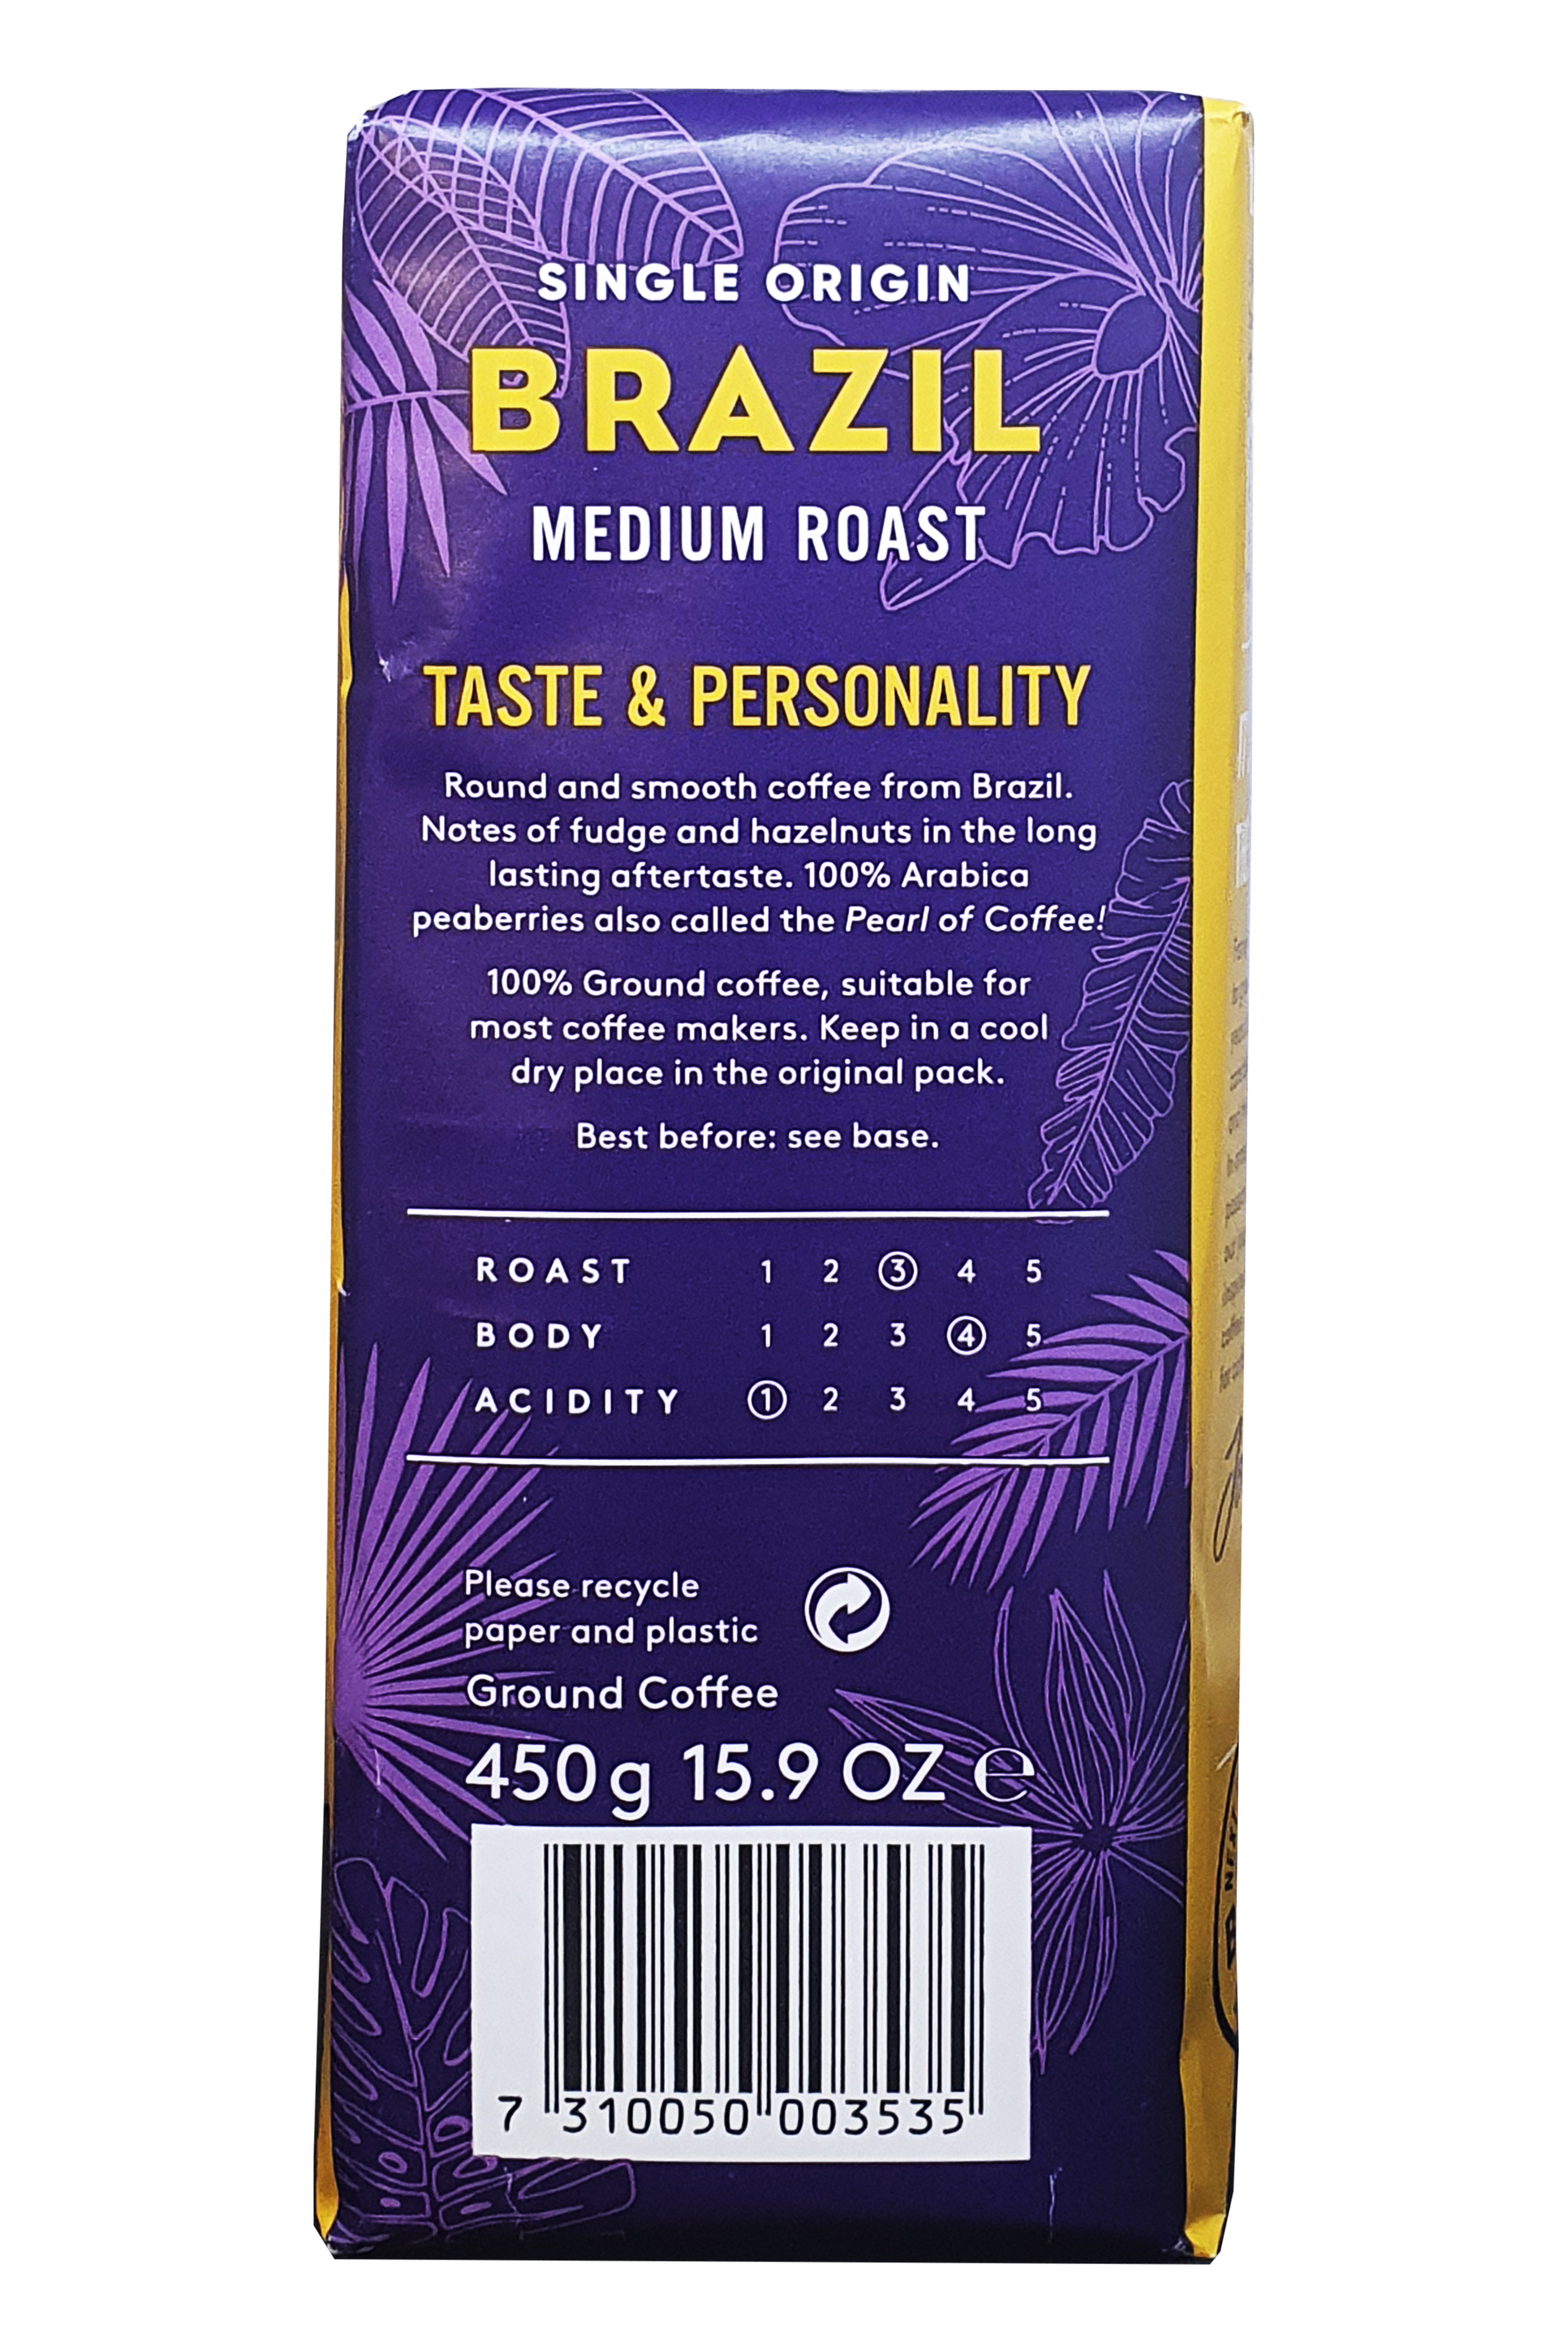 SINGLE ORIGIN
BRAZIL
MEDIUM ROAST
TASTE & PERSONALITY
Round and smooth coffee from Brazil.
Notes of fudge and hazelnuts in the long
lasting aftertaste. 100% Arabica
peaberries also called the Pearl of Coffee!
100% Ground coffee, suitable for
most coffee makers. Keep in a cool
dry place in the original pack.
Best before: see base.
ROAST 1 2 3 4 5
BODY 1 2 3 4 5
ACIDITY 1 2 3 4 5
Please recycle
paper and plastic
Ground Coffee
450g 15.9 OZ ℮
7 310050 003535